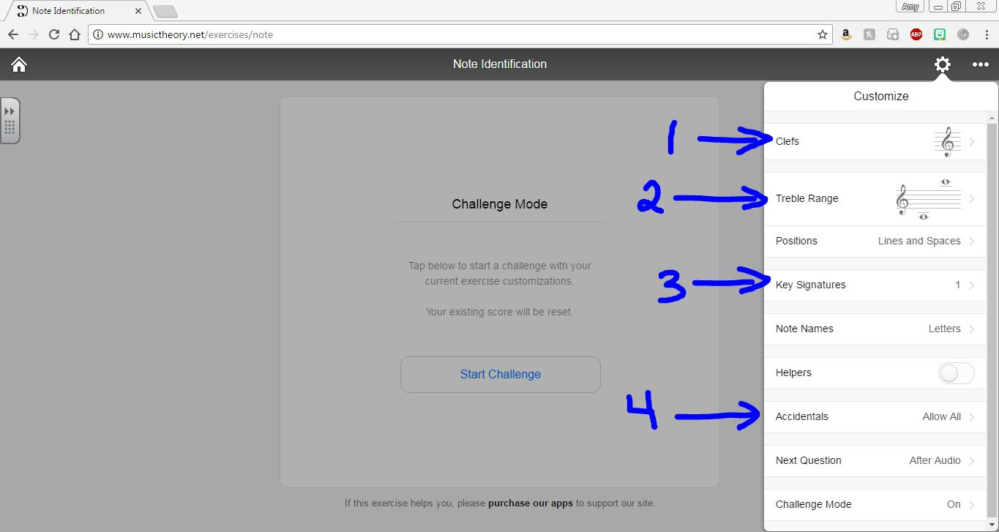 Note Identification
Amy
www.musictheory.net/exercises/note
ABP
LP
Note Identification
Customize
1
Clefs
2
Treble Range
Positions Lines and Spaces
3
Key Signatures 1
Note Names Letters
Helpers
4
Accidentals Allow All
Next Question After Audio
Challenge Mode On
Challenge Mode
Tap below to start a challenge with your
current exercise customizations.
Your existing score will be reset.
Start Challenge
If this exercise helps you, please purchase our apps to support our site.